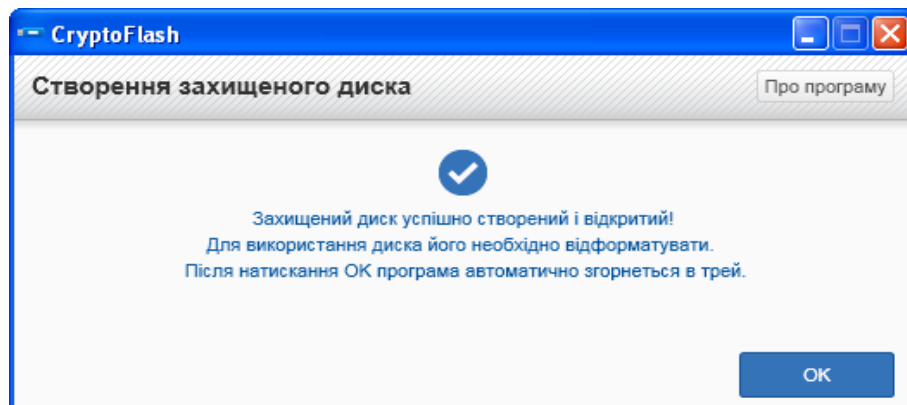 CryptoFlash
Створення захищеного диска
Про програму
Захищений диск успішно створений і відкритий!
Для використання диска його необхідно відформатувати.
Після натискання ОК програма автоматично згорнеться в трей.
ОК